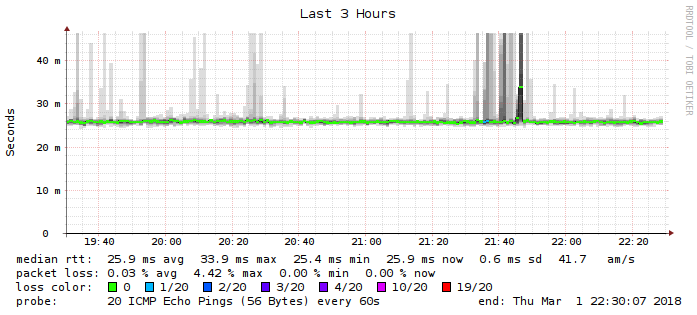 Last 3 Hours
RRDTOOL / TOBI OETIKER
Seconds
40 m
30 m
20 m
10 m
0
19:40 20:00 20:20 20:40 21:00 21:20 21:40 22:00 22:20
median rtt: 25.9 ms avg 33.9 ms max 25.4 ms min 25.9 ms now 0.6 ms sd 41.7 am/s
packet loss: 0.03 % avg 4.42 % max 0.00 % min 0.00 % now
loss color: 0 1/20 2/20 3/20 4/20 10/20 19/20
probe: 20 ICMP Echo Pings (56 Bytes) every 60s end: Thu Mar 1 22:30:07 2018